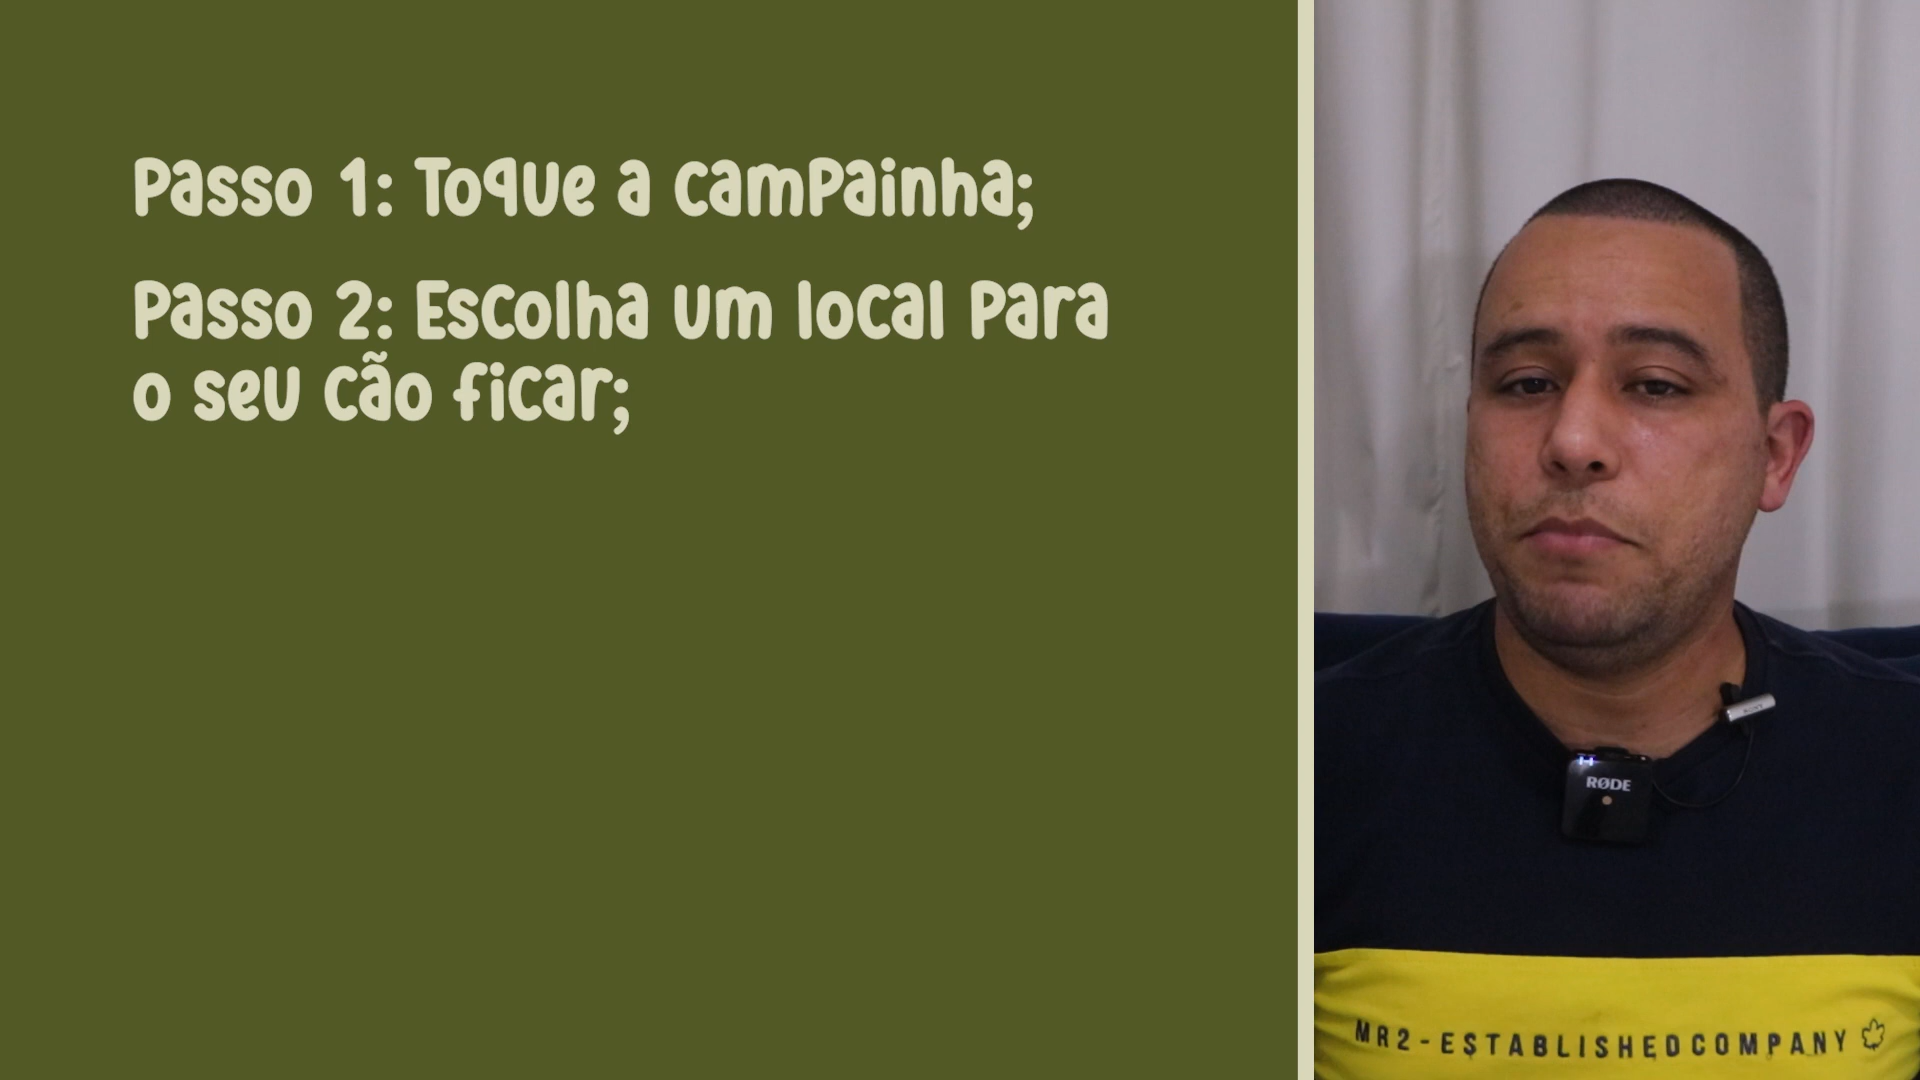 Passo 1: Toque a campainha;
Passo 2: Escolha um local para
o seu cão ficar;
RØDE
MR2-ESTABLISHEDCOMPANY